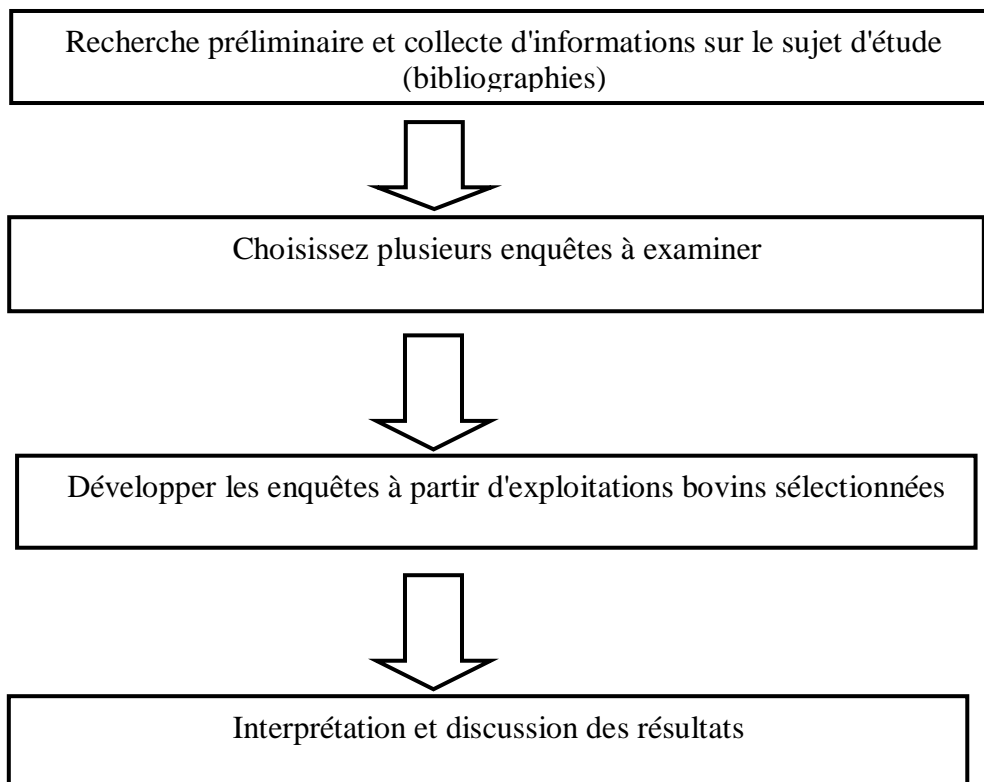 Recherche préliminaire et collecte d'informations sur le sujet d'étude
(bibliographies)
Choisissez plusieurs enquêtes à examiner
Développer les enquêtes à partir d'exploitations bovins sélectionnées
Interprétation et discussion des résultats